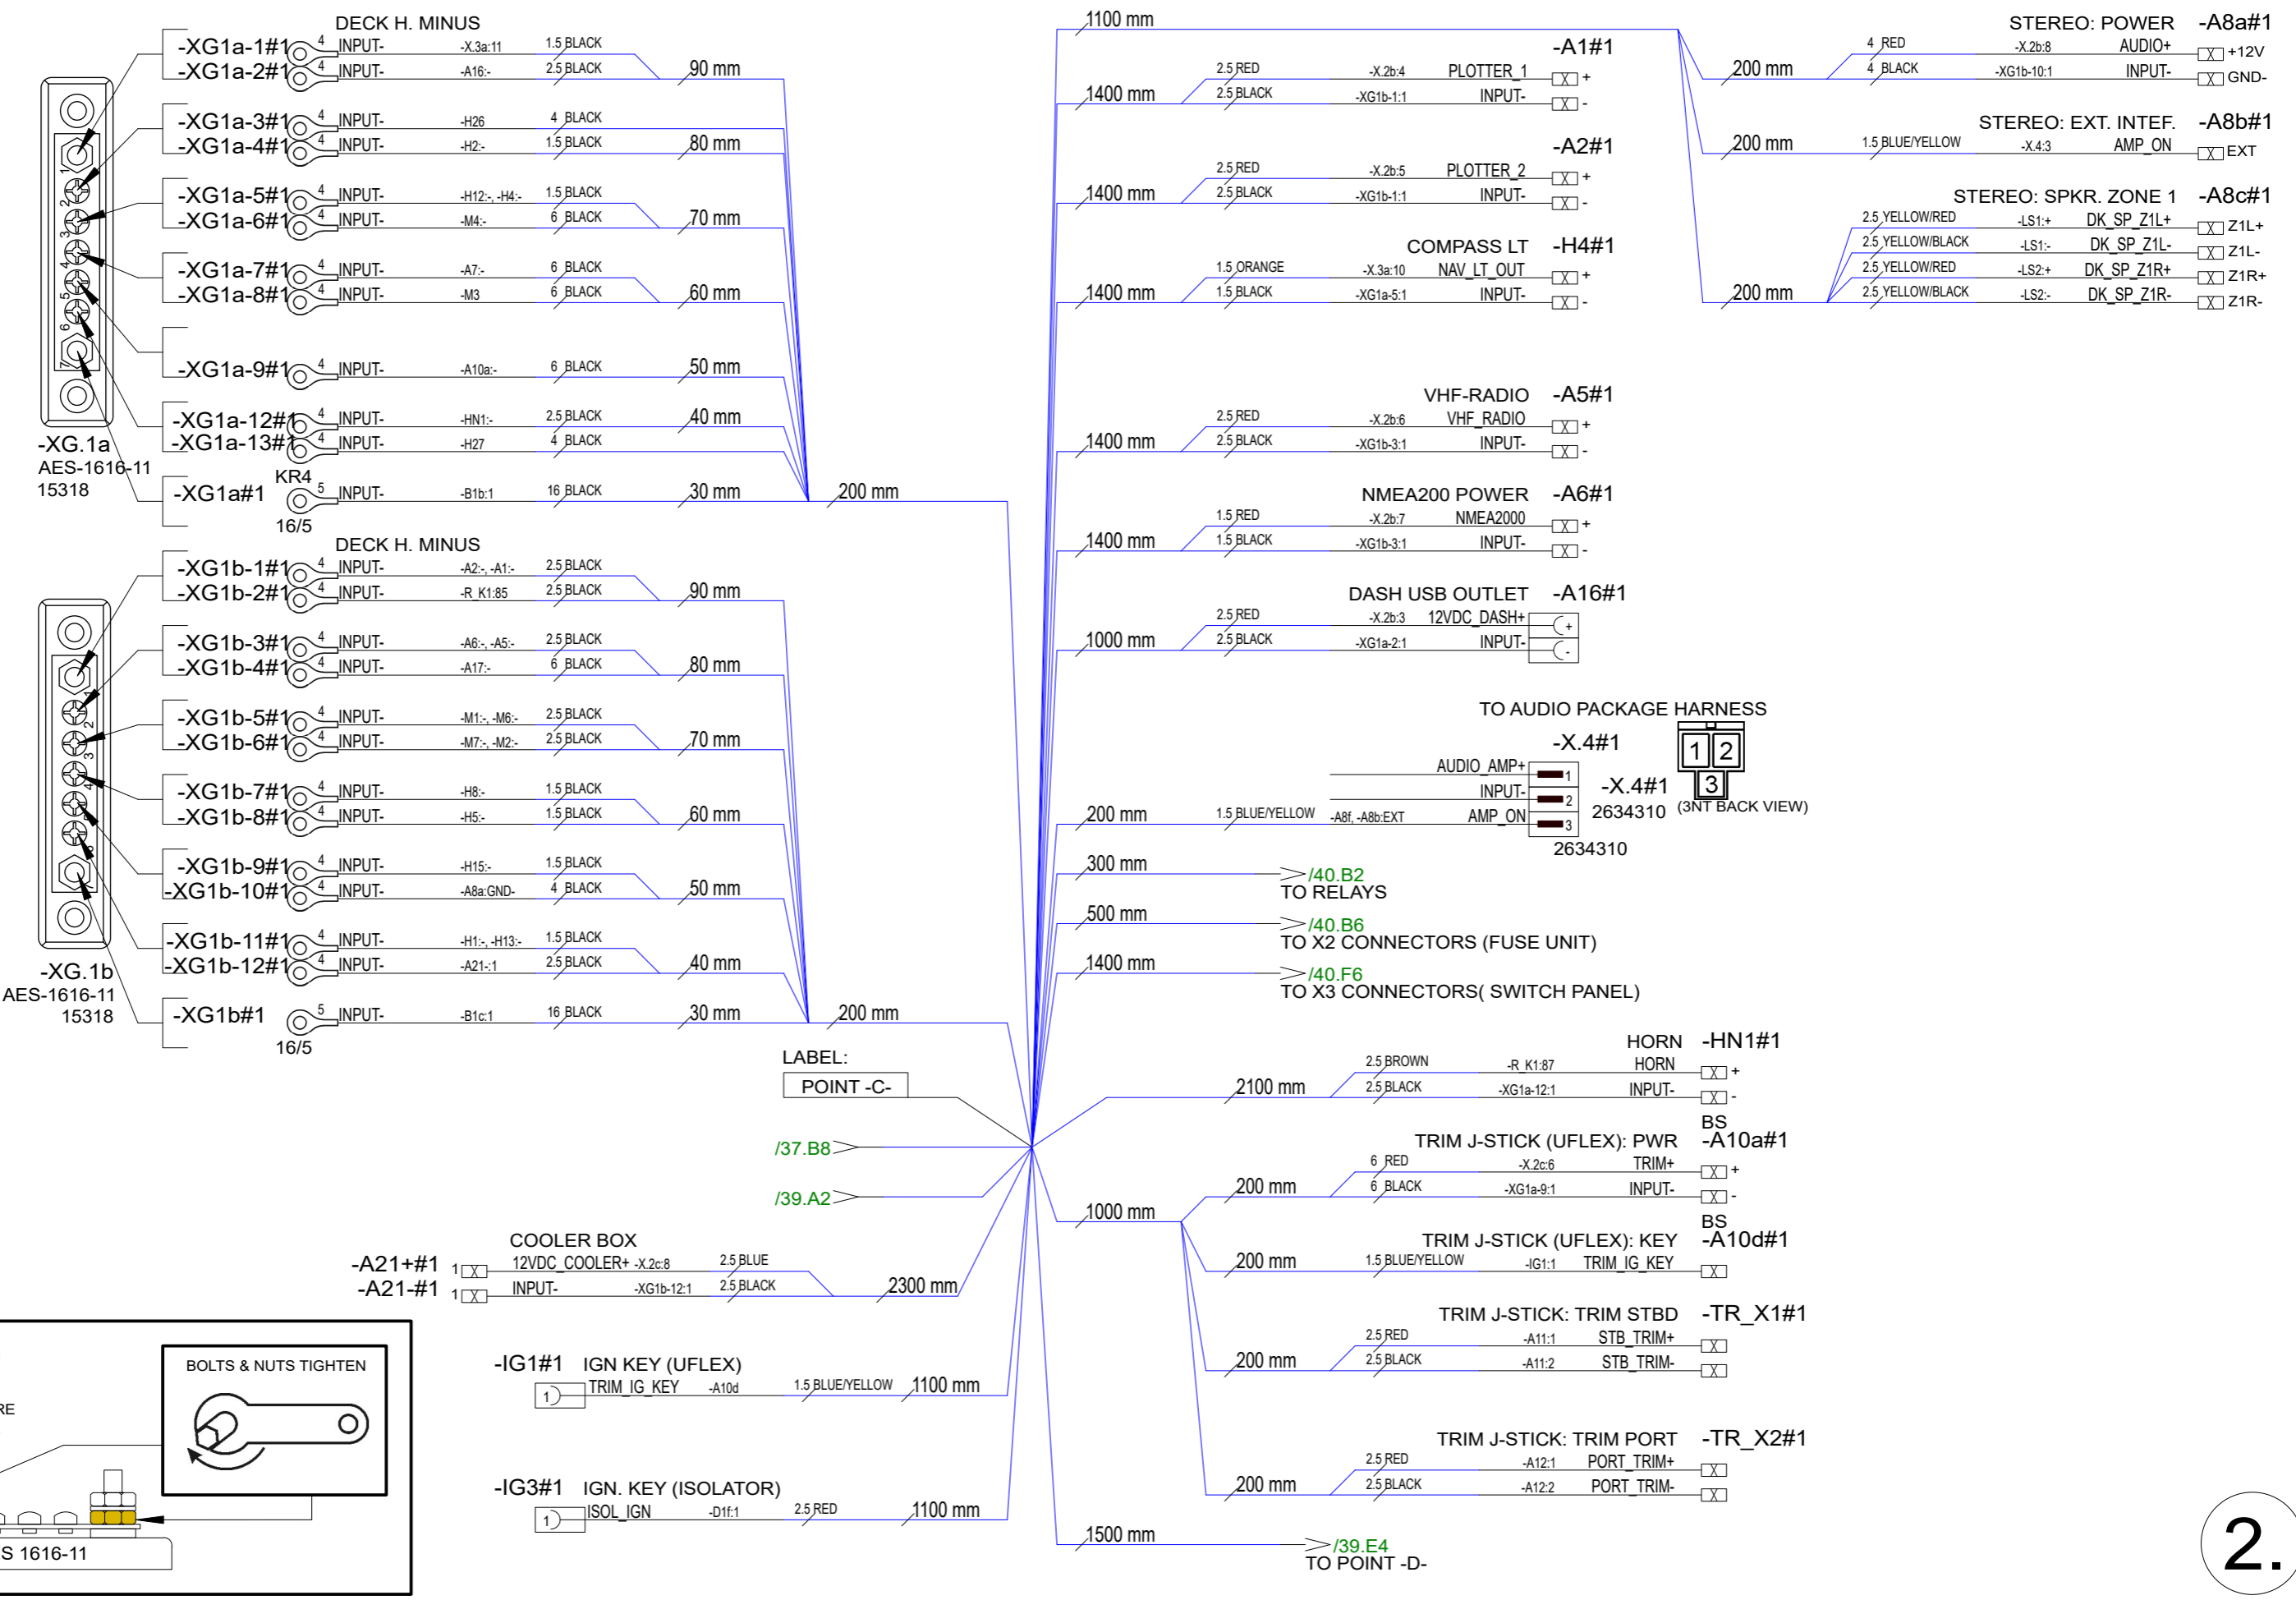 DECK H. MINUS
-XG1a-1#1 4 INPUT- -X.3a:11 1.5 BLACK
-XG1a-2#1 4 INPUT- -A16:- 2.5 BLACK 90 mm
-XG1a-3#1 4 INPUT- -H26 4 BLACK
-XG1a-4#1 4 INPUT- -H2:- 1.5 BLACK 80 mm
-XG1a-5#1 4 INPUT- -H12:-, -H4:- 1.5 BLACK
-XG1a-6#1 4 INPUT- -M4:- 6 BLACK 70 mm
-XG1a-7#1 4 INPUT- -A7:- 6 BLACK
-XG1a-8#1 4 INPUT- -M3 6 BLACK 60 mm
-XG1a-9#1 4 INPUT- -A10a:- 6 BLACK 50 mm
-XG1a-12#1 4 INPUT- -HN1:- 2.5 BLACK 40 mm
-XG1a-13#1 4 INPUT- -H27 4 BLACK
1 2 3 4 5 6 7
-XG.1a
AES-1616-11
15318
KR4
-XG1a#1 5 INPUT- -B1b:1 16 BLACK 30 mm 200 mm
16/5
DECK H. MINUS
-XG1b-1#1 4 INPUT- -A2:-, -A1:- 2.5 BLACK
-XG1b-2#1 4 INPUT- -R_K1:85 2.5 BLACK 90 mm
-XG1b-3#1 4 INPUT- -A6:-, -A5:- 2.5 BLACK
-XG1b-4#1 4 INPUT- -A17:- 6 BLACK 80 mm
-XG1b-5#1 4 INPUT- -M1:-, -M6:- 2.5 BLACK
-XG1b-6#1 4 INPUT- -M7:-, -M2:- 2.5 BLACK 70 mm
-XG1b-7#1 4 INPUT- -H8:- 1.5 BLACK
-XG1b-8#1 4 INPUT- -H5:- 1.5 BLACK 60 mm
-XG1b-9#1 4 INPUT- -H15:- 1.5 BLACK
-XG1b-10#1 4 INPUT- -A8a:GND- 4 BLACK 50 mm
-XG1b-11#1 4 INPUT- -H1:-, -H13:- 1.5 BLACK
-XG1b-12#1 4 INPUT- -A21-:1 2.5 BLACK 40 mm
1 2 3 4
-XG.1b
AES-1616-11
15318
-XG1b#1 5 INPUT- -B1c:1 16 BLACK 30 mm 200 mm
16/5
LABEL:
POINT -C-
/37.B8
/39.A2
COOLER BOX
-A21+#1 1 X 12VDC_COOLER+ -X.2c:8 2.5 BLUE
-A21-#1 1 X INPUT- -XG1b-12:1 2.5 BLACK 2300 mm
-IG1#1 IGN KEY (UFLEX)
1 TRIM_IG_KEY -A10d 1.5 BLUE/YELLOW 1100 mm
-IG3#1 IGN. KEY (ISOLATOR)
1 ISOL_IGN -D1f:1 2.5 RED 1100 mm
BOLTS & NUTS TIGHTEN
RE
S 1616-11
1100 mm
-A1#1
2.5 RED -X.2b:4 PLOTTER_1 X +
1400 mm 2.5 BLACK -XG1b-1:1 INPUT- X -
-A2#1
2.5 RED -X.2b:5 PLOTTER_2 X +
1400 mm 2.5 BLACK -XG1b-1:1 INPUT- X -
COMPASS LT -H4#1
1.5 ORANGE -X.3a:10 NAV_LT_OUT X +
1400 mm 1.5 BLACK -XG1a-5:1 INPUT- X -
VHF-RADIO -A5#1
2.5 RED -X.2b:6 VHF_RADIO X +
1400 mm 2.5 BLACK -XG1b-3:1 INPUT- X -
NMEA200 POWER -A6#1
1.5 RED -X.2b:7 NMEA2000 X +
1400 mm 1.5 BLACK -XG1b-3:1 INPUT- X -
DASH USB OUTLET -A16#1
2.5 RED -X.2b:3 12VDC_DASH+ +
1000 mm 2.5 BLACK -XG1a-2:1 INPUT- -
TO AUDIO PACKAGE HARNESS
-X.4#1
1 2
3
AUDIO_AMP+ 1
INPUT- 2
-X.4#1
2634310 (3NT BACK VIEW)
200 mm 1.5 BLUE/YELLOW -A8f, -A8b:EXT AMP_ON 3
2634310
300 mm /40.B2
TO RELAYS
500 mm /40.B6
TO X2 CONNECTORS (FUSE UNIT)
1400 mm /40.F6
TO X3 CONNECTORS( SWITCH PANEL)
HORN -HN1#1
2.5 BROWN -R_K1:87 HORN X +
2100 mm 2.5 BLACK -XG1a-12:1 INPUT- X -
BS
TRIM J-STICK (UFLEX): PWR -A10a#1
6 RED -X.2c:6 TRIM+ X +
200 mm 6 BLACK -XG1a-9:1 INPUT- X -
1000 mm
BS
TRIM J-STICK (UFLEX): KEY -A10d#1
200 mm 1.5 BLUE/YELLOW -IG1:1 TRIM_IG_KEY X
TRIM J-STICK: TRIM STBD -TR_X1#1
2.5 RED -A11:1 STB_TRIM+ X
200 mm 2.5 BLACK -A11:2 STB_TRIM- X
TRIM J-STICK: TRIM PORT -TR_X2#1
2.5 RED -A12:1 PORT_TRIM+ X
200 mm 2.5 BLACK -A12:2 PORT_TRIM- X
1500 mm /39.E4
TO POINT -D-
STEREO: POWER -A8a#1
4 RED -X.2b:8 AUDIO+ X +12V
200 mm 4 BLACK -XG1b-10:1 INPUT- X GND-
STEREO: EXT. INTEF. -A8b#1
200 mm 1.5 BLUE/YELLOW -X.4:3 AMP_ON X EXT
STEREO: SPKR. ZONE 1 -A8c#1
2.5 YELLOW/RED -LS1:+ DK_SP_Z1L+ X Z1L+
2.5 YELLOW/BLACK -LS1:- DK_SP_Z1L- X Z1L-
2.5 YELLOW/RED -LS2:+ DK_SP_Z1R+ X Z1R+
200 mm 2.5 YELLOW/BLACK -LS2:- DK_SP_Z1R- X Z1R-
2.